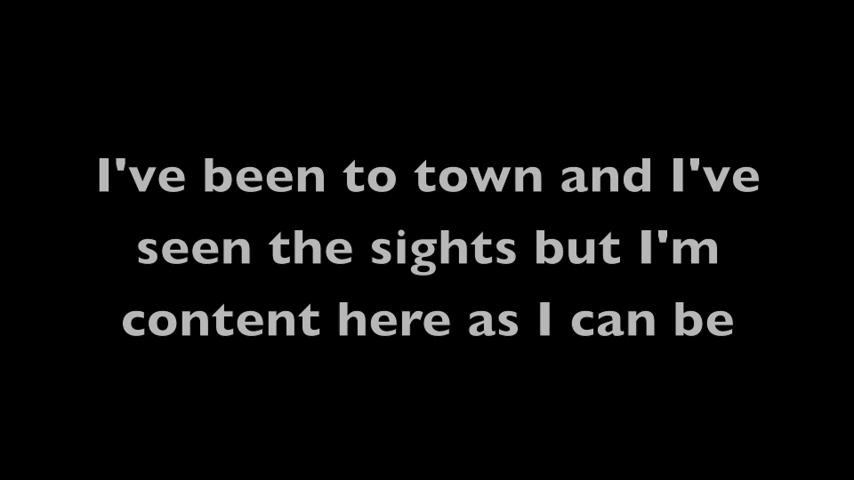 I've been to town and I've
seen the sights but I'm
content here as I can be